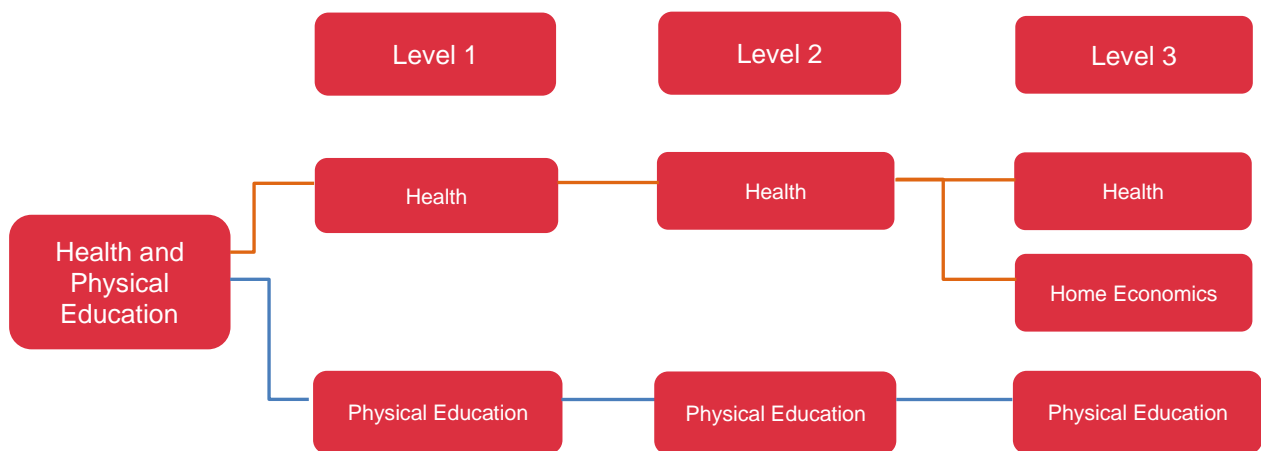 Level 1
Level 2
Level 3
Health
Health
Health
Health and
Physical
Education
Home Economics
Physical Education
Physical Education
Physical Education